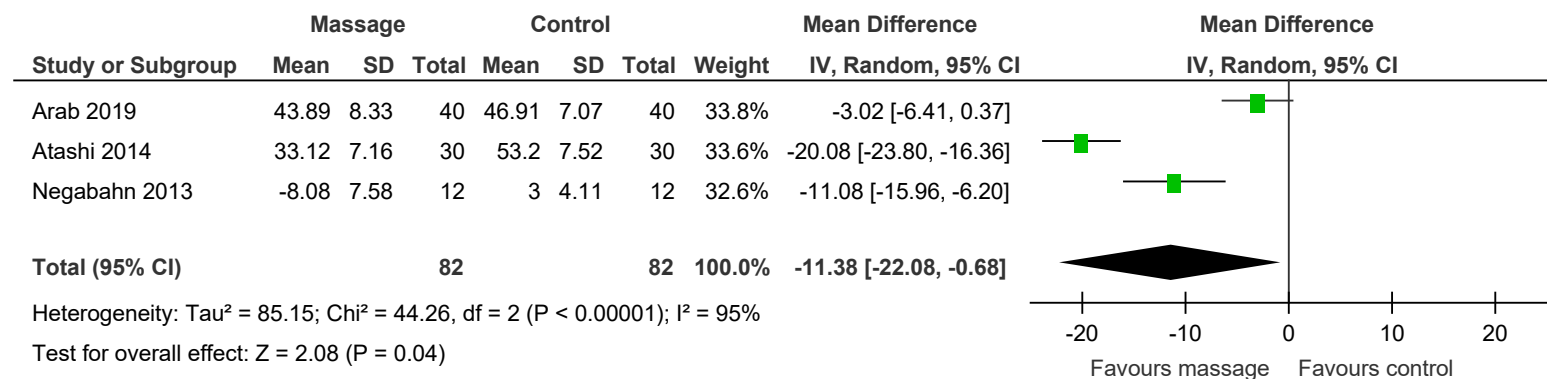 Massage Control Mean Difference Mean Difference
Study or Subgroup Mean SD Total Mean SD Total Weight IV, Random, 95% CI IV, Random, 95% CI
Arab 2019 43.89 8.33 40 46.91 7.07 40 33.8% -3.02 [-6.41, 0.37]
Atashi 2014 33.12 7.16 30 53.2 7.52 30 33.6% -20.08 [-23.80, -16.36]
Negabahn 2013 -8.08 7.58 12 3 4.11 12 32.6% -11.08 [-15.96, -6.20]
Total (95% CI) 82 82 100.0% -11.38 [-22.08, -0.68]
Heterogeneity: Tau² = 85.15; Chi² = 44.26, df = 2 (P < 0.00001); I² = 95%
Test for overall effect: Z = 2.08 (P = 0.04)
-20 -10 0 10 20
Favours massage Favours control